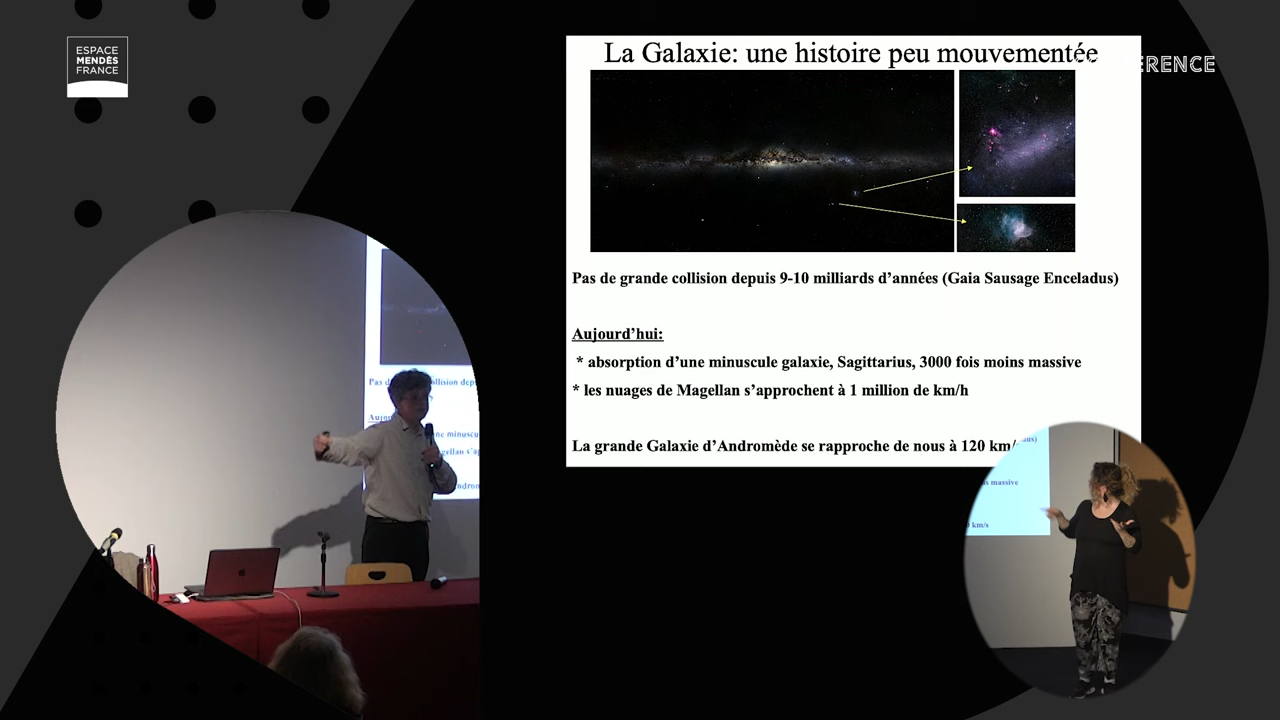 ESPACE
MENDÈS
FRANCE
La Galaxie: une histoire peu mouvementée
Pas de grande collision depuis 9-10 milliards d’années (Gaia Sausage Enceladus)
Aujourd’hui:
* absorption d’une minuscule galaxie, Sagittarius, 3000 fois moins massive
* les nuages de Magellan s’approchent à 1 million de km/h
La grande Galaxie d’Andromède se rapproche de nous à 120 km/
massive
km/s